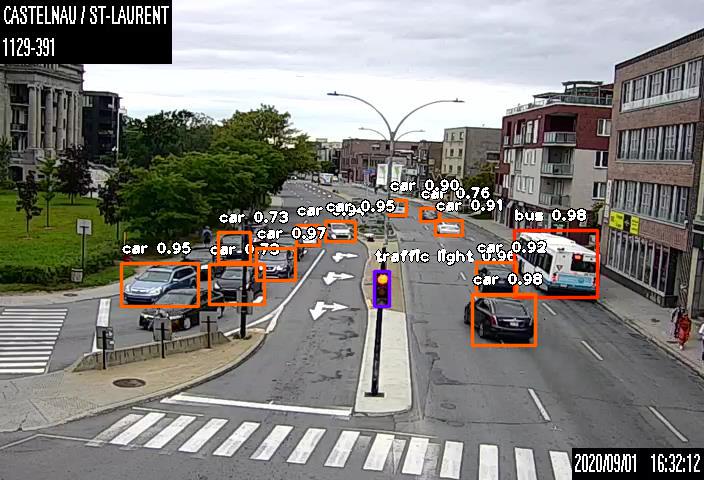 CASTELNAU / ST-LAURENT
1129-391
car 0.90
car 0.76
car 0.95
car 0.91
car 0.73
car 0.97
bus 0.98
car 0.92
car 0.95
traffic light 0.96
car 0.98
2020/09/01 16:32:12